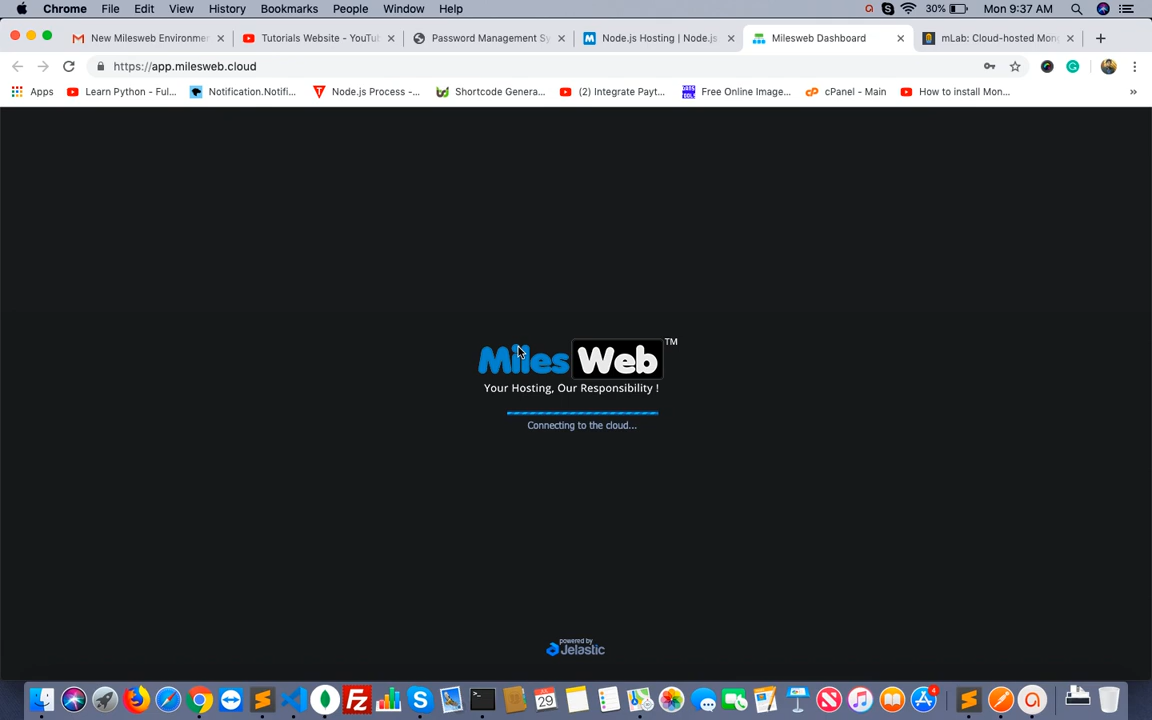 Chrome File Edit View History Bookmarks People Window Help 30% Mon 9:37 AM
New Milesweb Environme
Tutorials Website - YouTu
Password Management Sy
Node.js Hosting | Node.js
Milesweb Dashboard
mLab: Cloud-hosted Mon
https://app.milesweb.cloud
Apps
Learn Python - Ful...
Notification.Notifi...
Node.js Process -...
Shortcode Genera...
(2) Integrate Payt...
Free Online Image...
cPanel - Main
How to install Mon...
»
Miles Web TM
Your Hosting, Our Responsibility !
Connecting to the cloud...
powered by
Jelastic